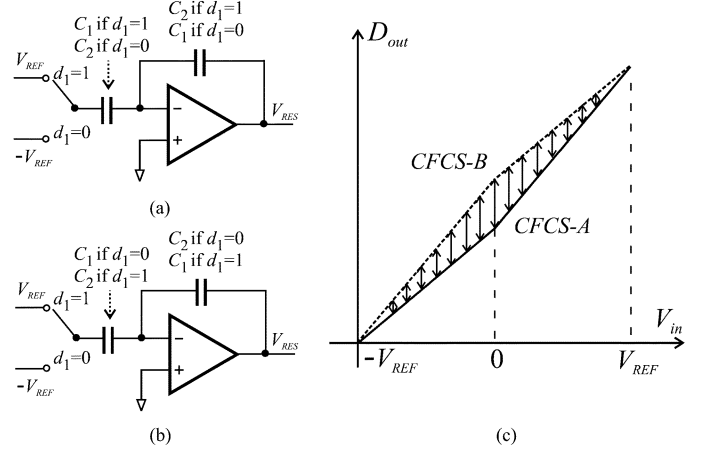 (a)
C1 if d1=1
C2 if d1=0
C2 if d1=1
C1 if d1=0
VREF
d1=1
d1=0
-VREF
−
+
VRES
(a)
C1 if d1=0
C2 if d1=1
C2 if d1=0
C1 if d1=1
VREF
d1=1
d1=0
-VREF
−
+
VRES
(b)
Dout
CFCS-B
CFCS-A
Vin
-VREF
0
VREF
(c)